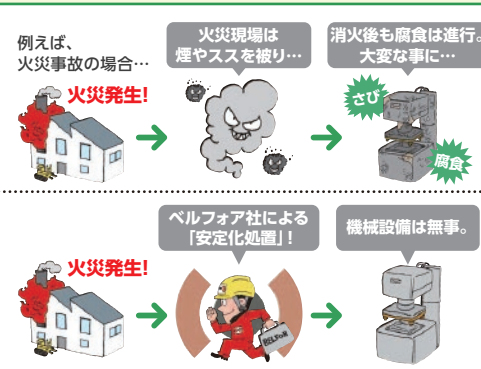 例えば、
火災事故の場合…
火災発生!
火災現場は
煙やススを被り…
消火後も腐食は進行。
大変な事に…
さび
腐食
火災発生!
ベルフォア社による
「安定化処置」!
BELFOR
機械設備は無事。